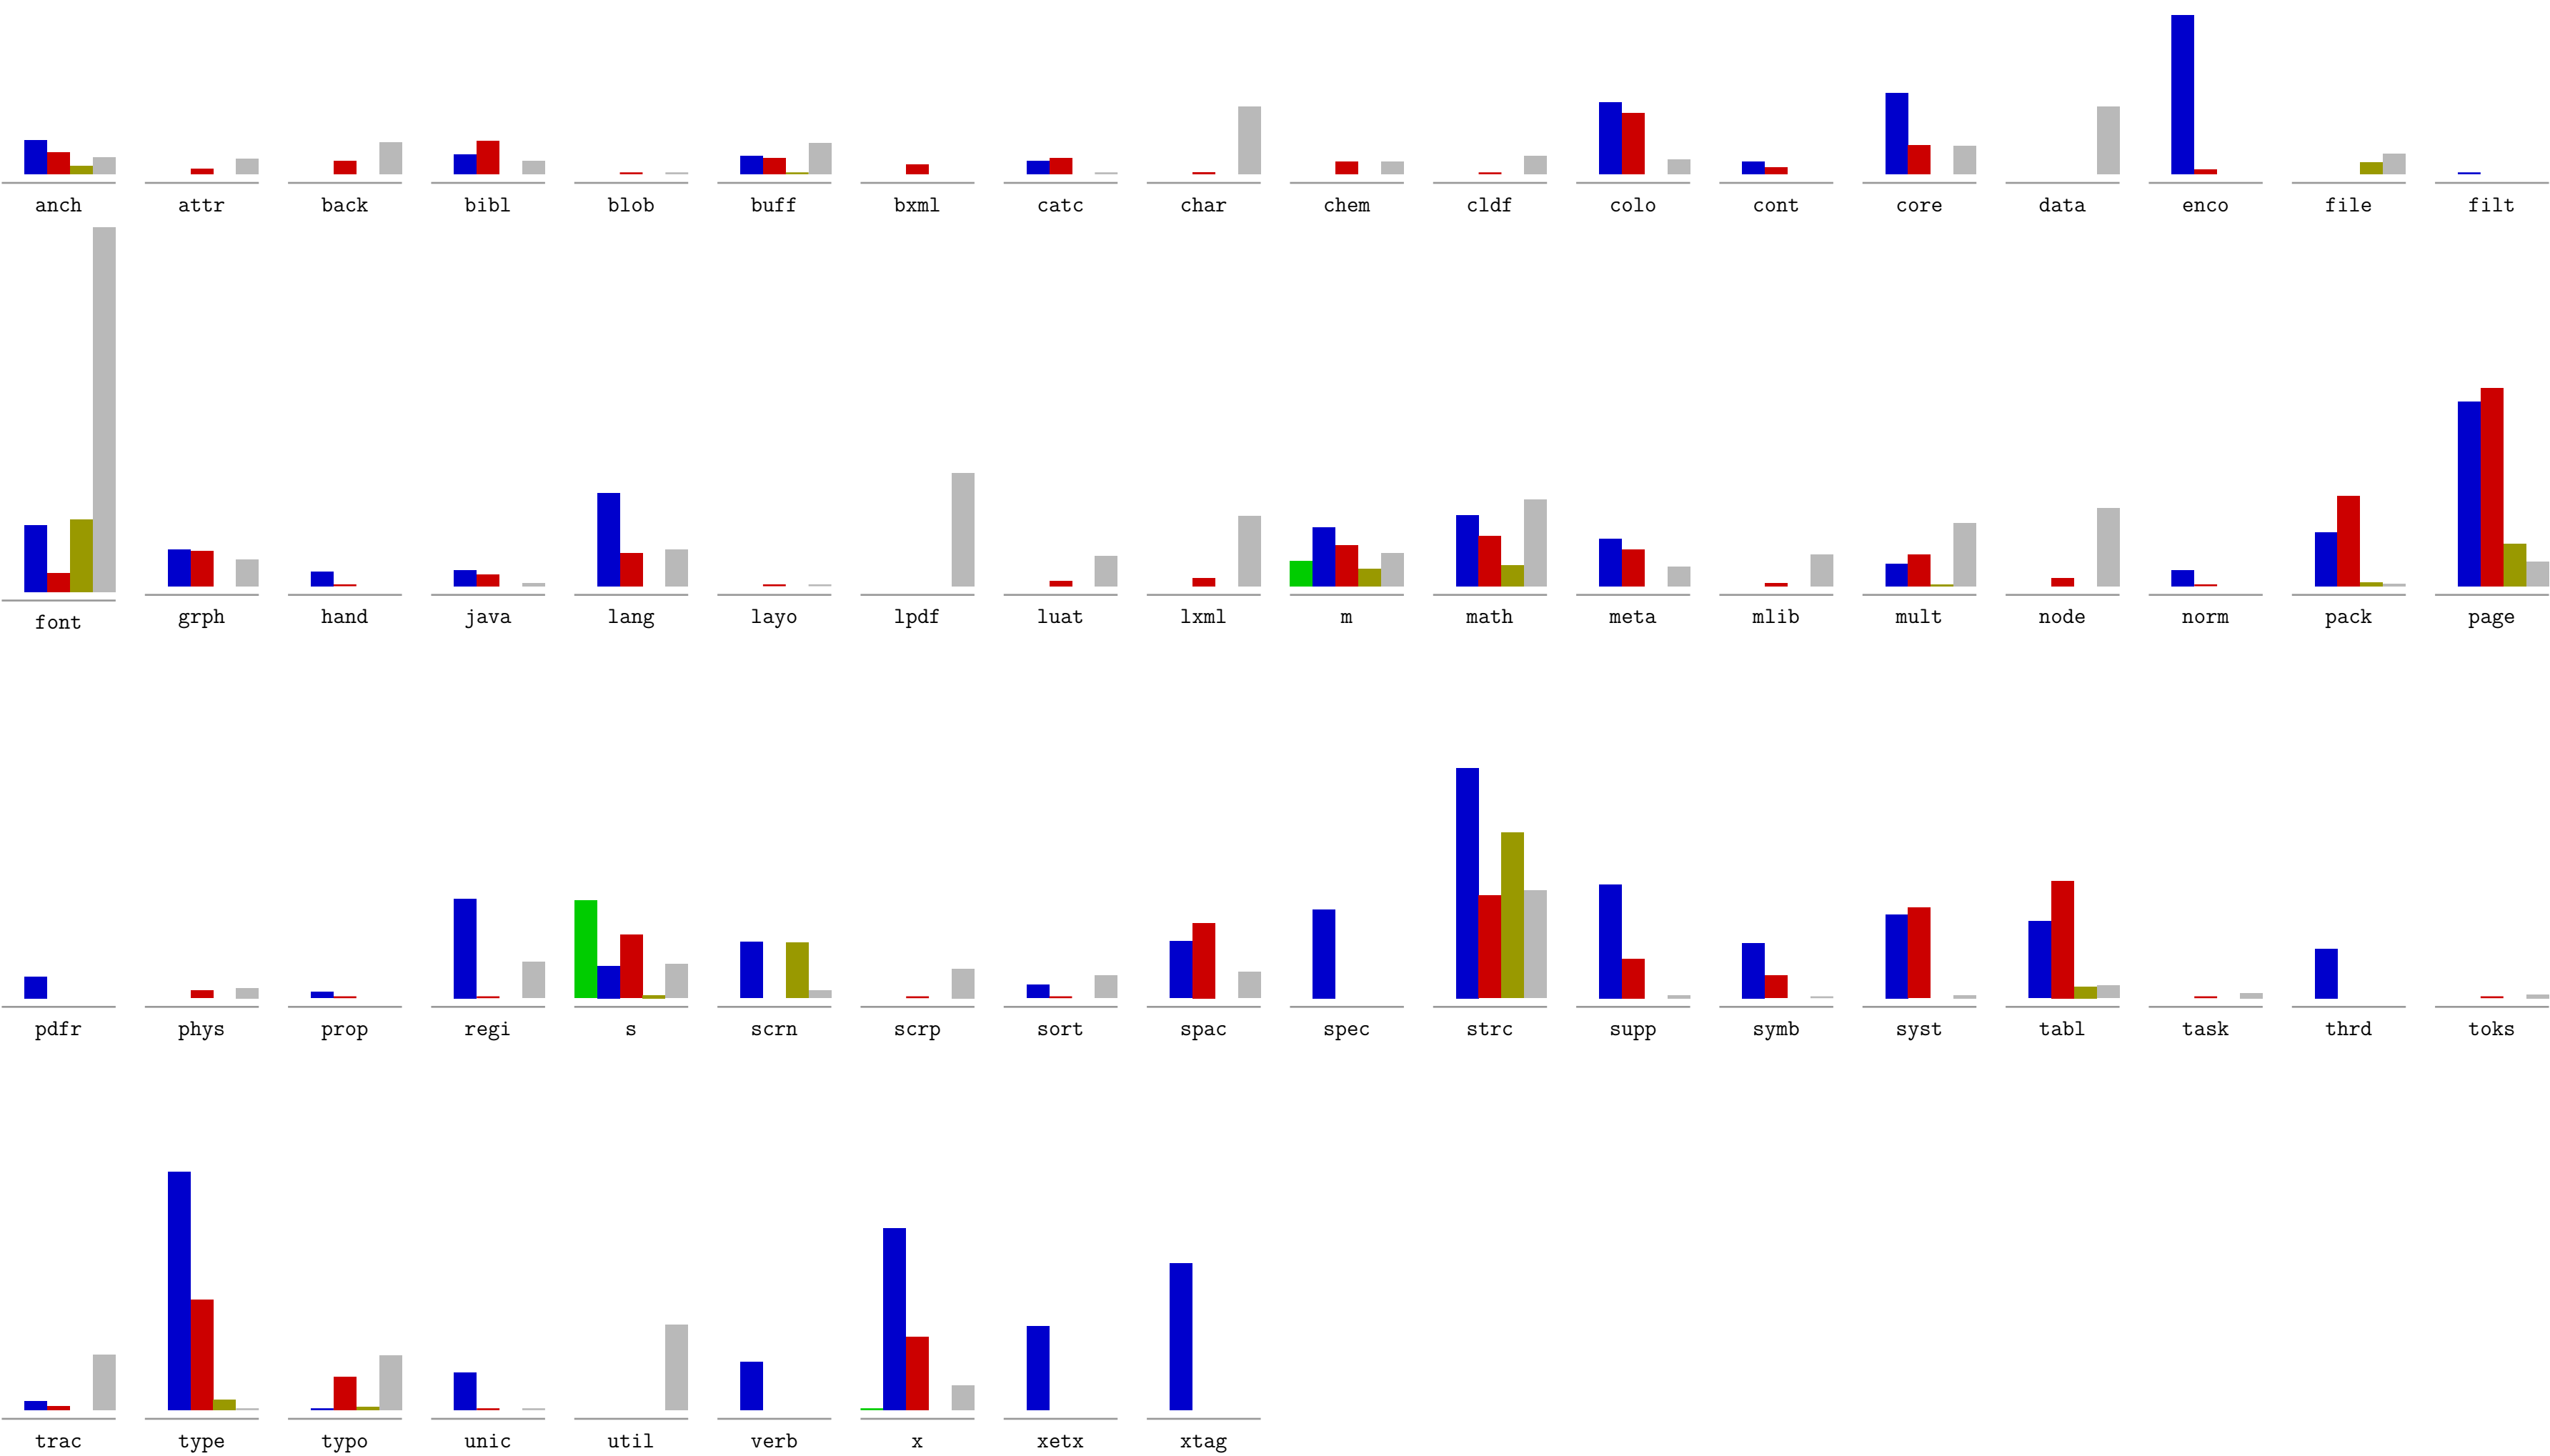 anch attr back bibl blob buff bxml catc char chem cldf colo cont core data enco file filt
font grph hand java lang layo lpdf luat lxml m math meta mlib mult node norm pack page
pdfr phys prop regi s scrn scrp sort spac spec strc supp symb syst tabl task thrd toks
trac type typo unic util verb x xetx xtag